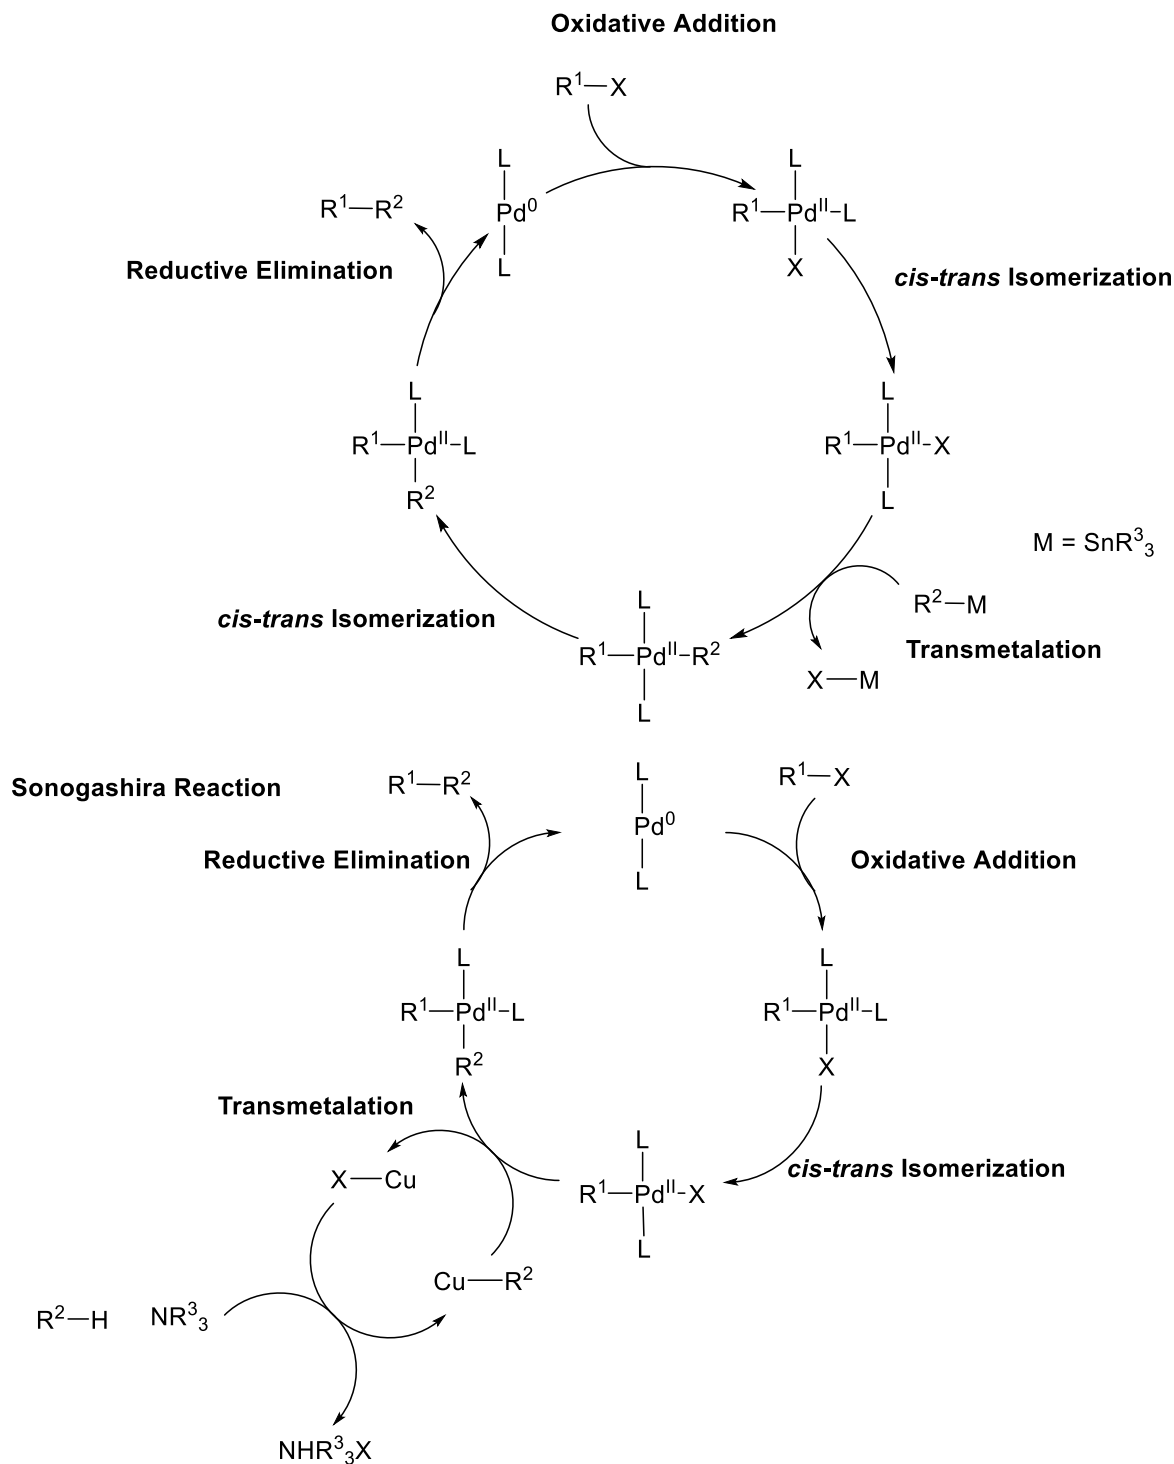 Oxidative Addition
R¹—X
L
Pd⁰
L
R¹—R²
L
R¹—Pdᴵᴵ–L
X
Reductive Elimination
cis-trans Isomerization
L
R¹—Pdᴵᴵ–L
R²
L
R¹—Pdᴵᴵ–X
L
M = SnR³₃
R²—M
cis-trans Isomerization
L
R¹—Pdᴵᴵ–R²
L
Transmetalation
X—M
Sonogashira Reaction
R¹—R²
L
Pd⁰
L
R¹—X
Reductive Elimination
Oxidative Addition
L
R¹—Pdᴵᴵ–L
R²
L
R¹—Pdᴵᴵ–L
X
Transmetalation
X—Cu
L
R¹—Pdᴵᴵ–X
L
cis-trans Isomerization
Cu—R²
R²—H NR³₃
NHR³₃X